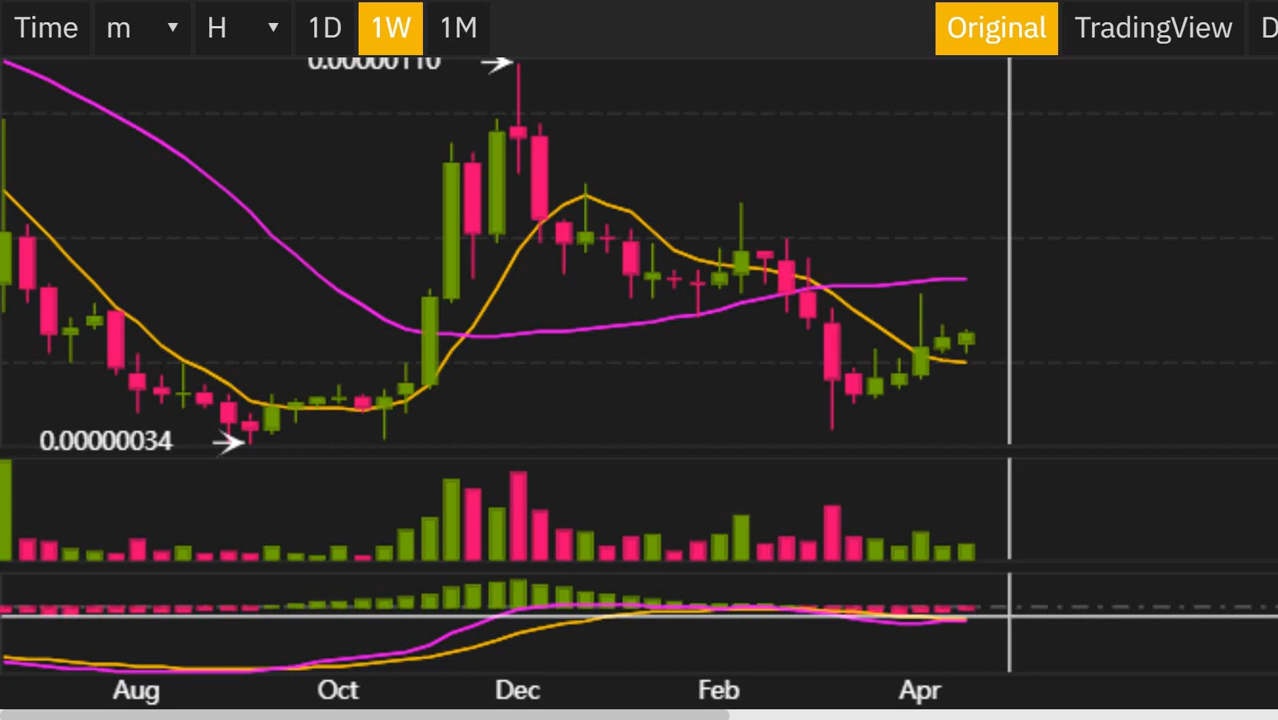 Time m H 1D 1W 1M Original TradingView D
0.00000110
0.00000034
Aug Oct Dec Feb Apr